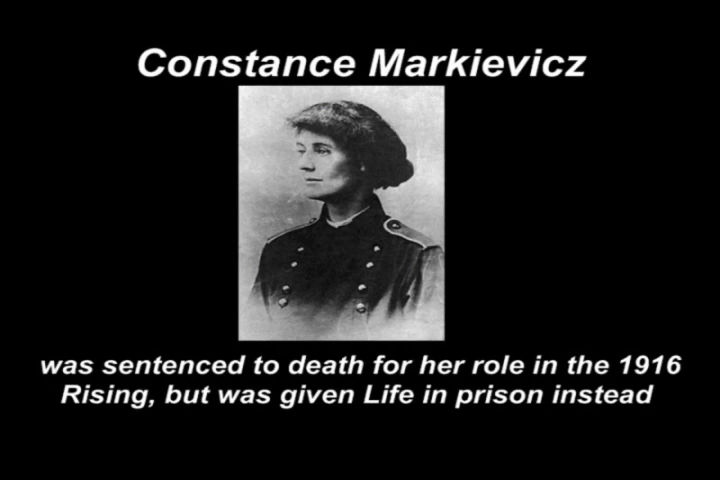 Constance Markievicz
was sentenced to death for her role in the 1916
Rising, but was given Life in prison instead